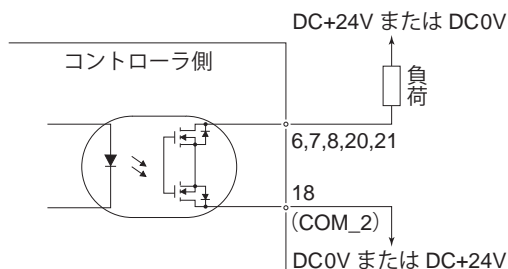 DC+24V または DC0V
コントローラ側
負荷
6,7,8,20,21
18
(COM_2)
DC0V または DC+24V